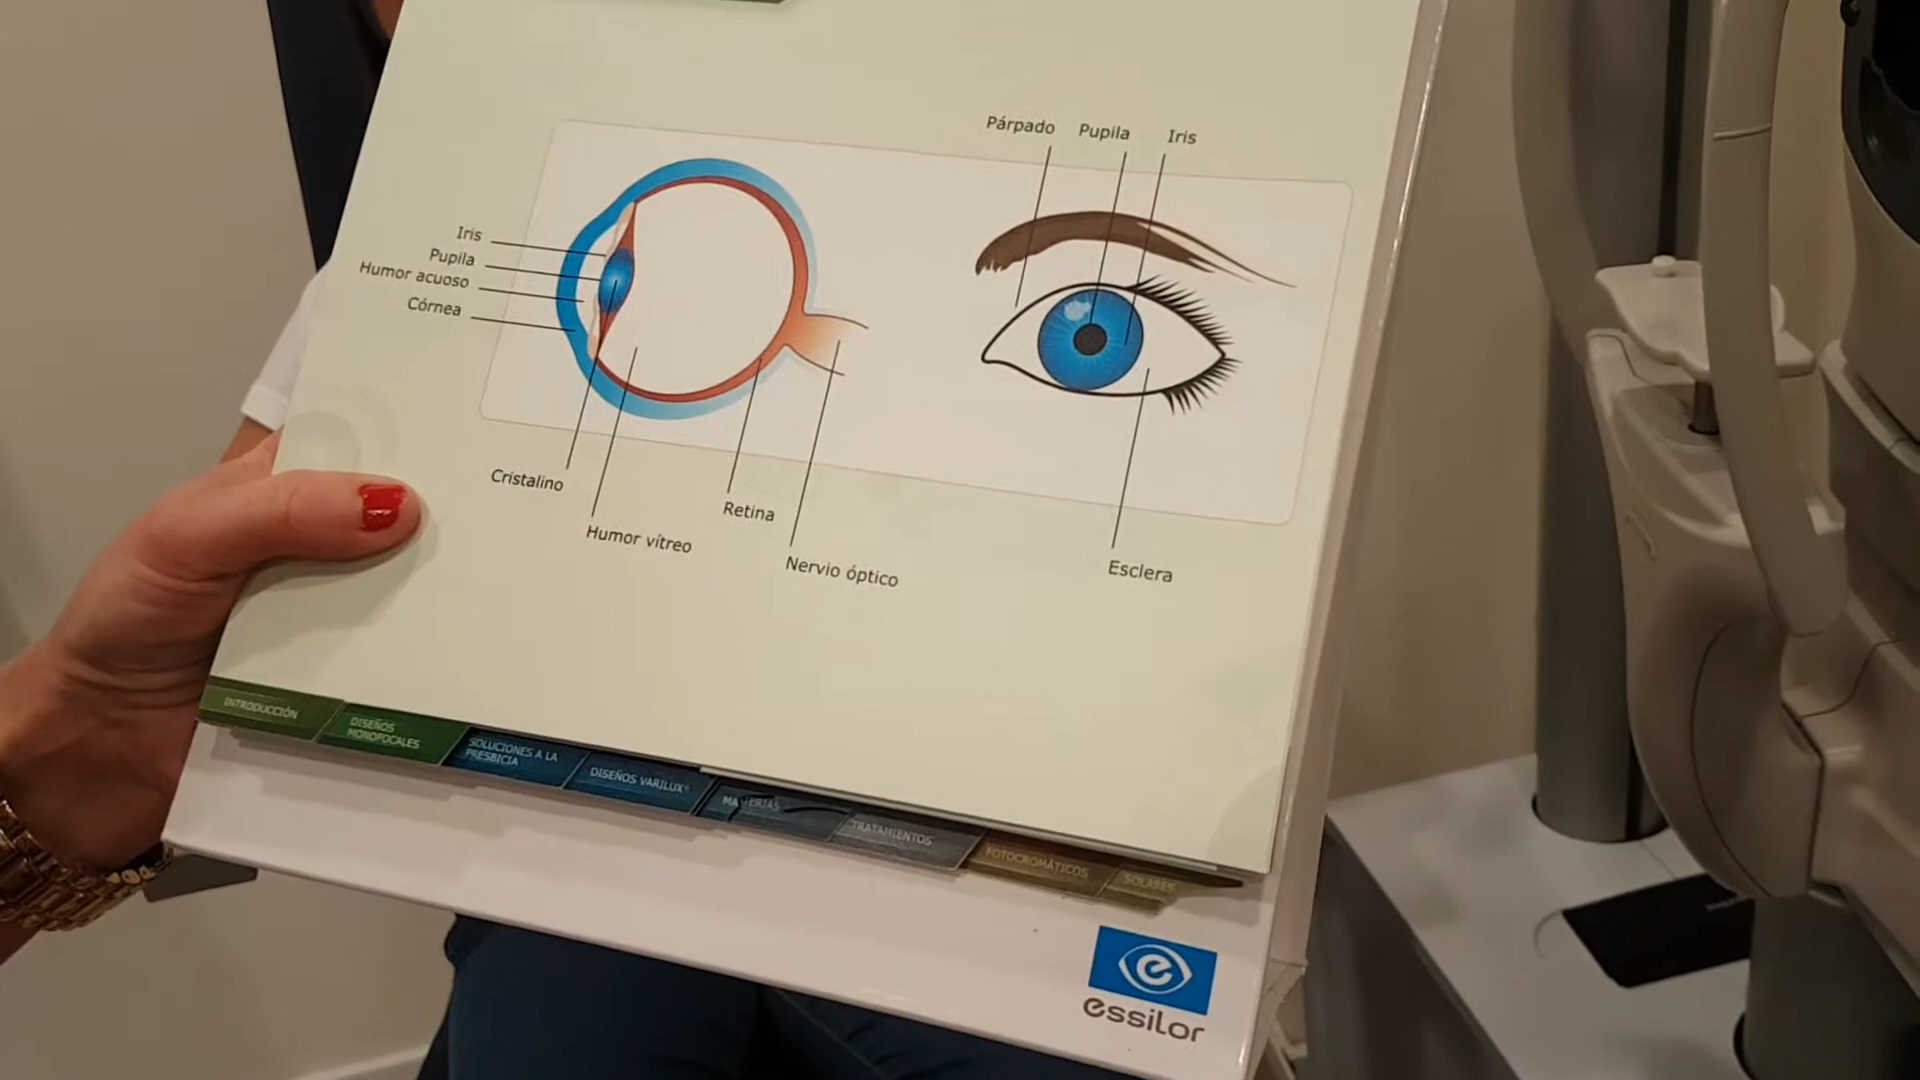 Párpado
Pupila
Iris
Iris
Pupila
Humor acuoso
Córnea
Cristalino
Humor vítreo
Retina
Nervio óptico
Esclera
INTRODUCCIÓN
DISEÑOS
MONOFOCALES
SOLUCIONES A LA
PRESBICIA
DISEÑOS VARILUX®
MATERIAS
TRATAMIENTOS
FOTOCROMÁTICOS
SOLARES
essilor